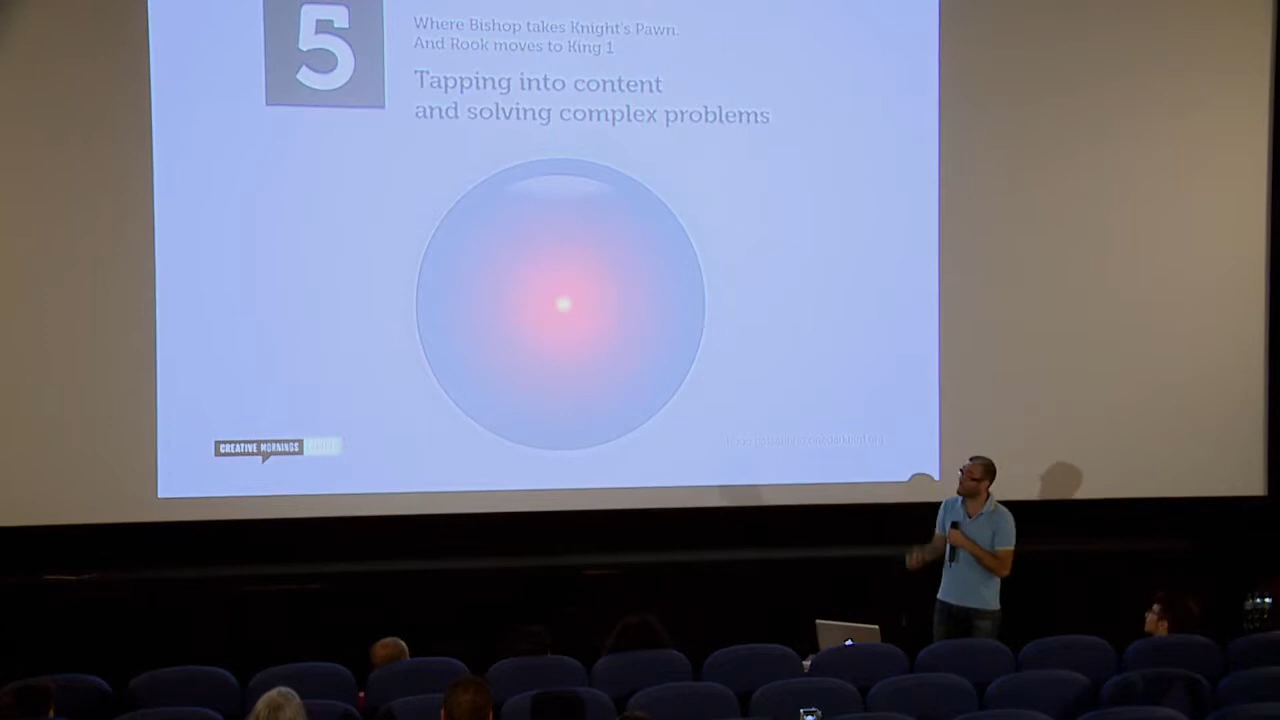 5
Where Bishop takes Knight's Pawn.
And Rook moves to King 1
Tapping into content
and solving complex problems
CREATIVE MORNINGS